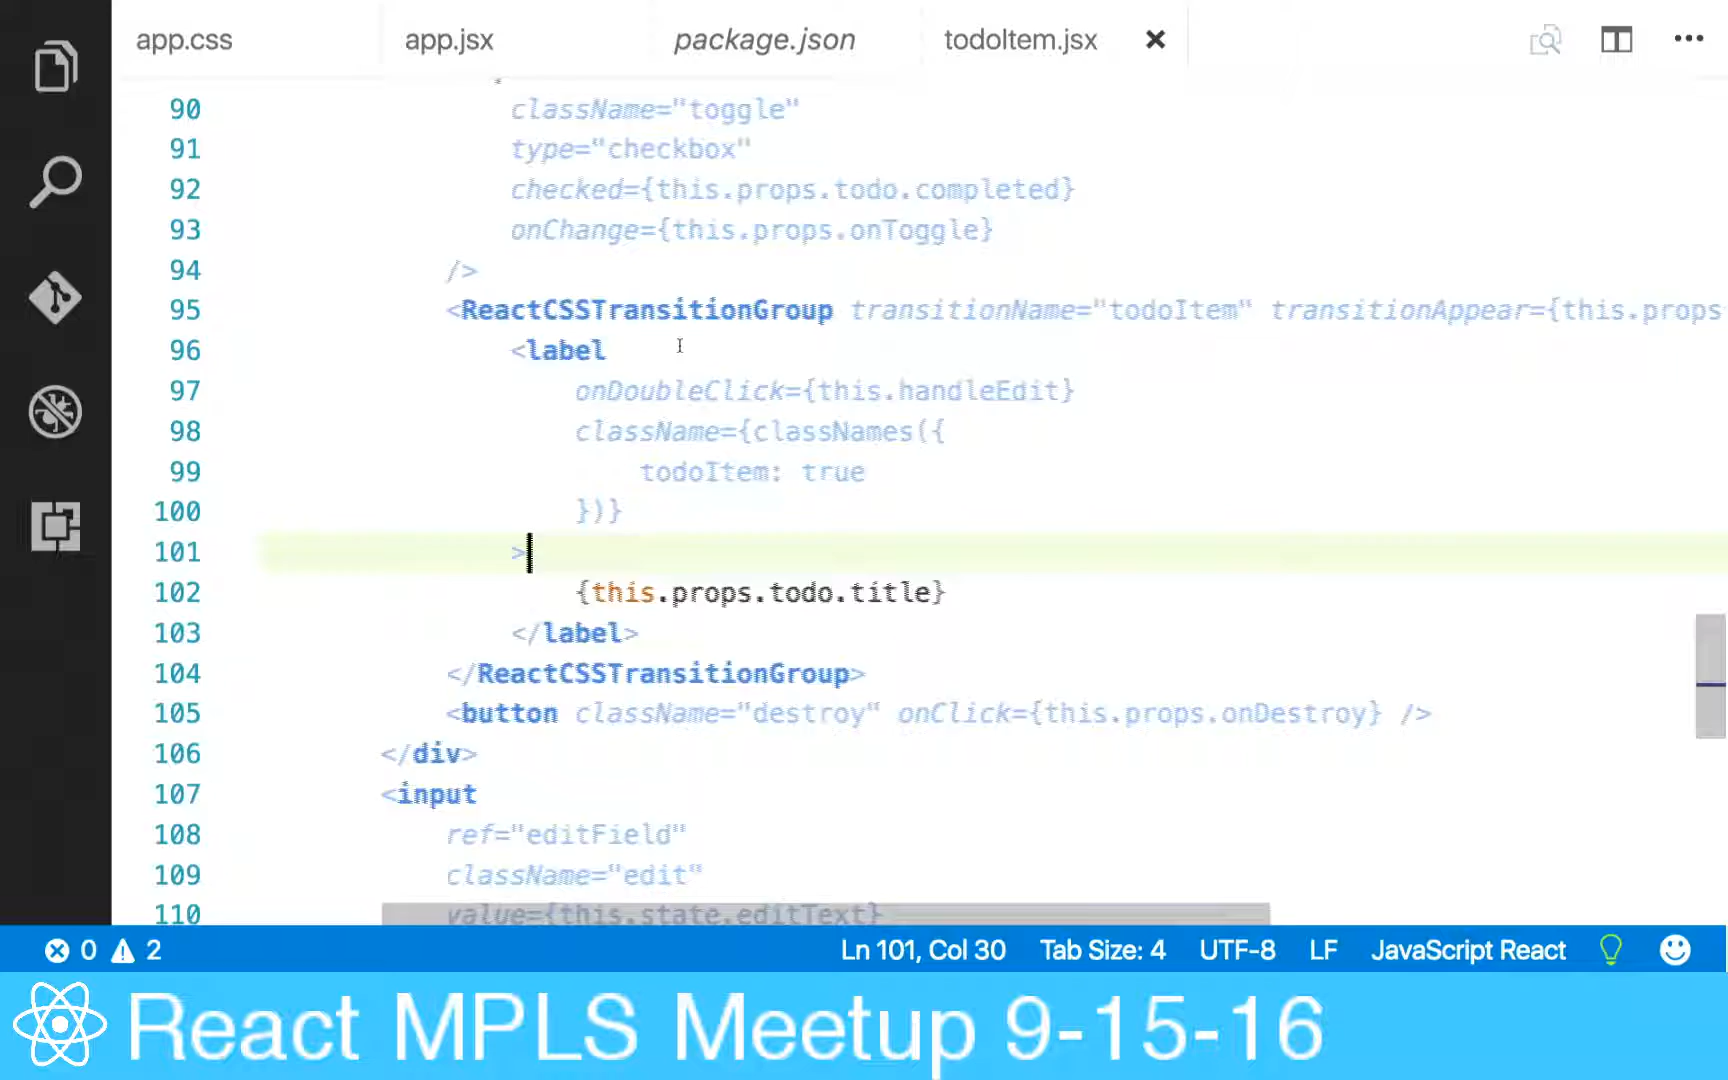 app.css app.jsx package.json todoItem.jsx
90 className="toggle"
91 type="checkbox"
92 checked={this.props.todo.completed}
93 onChange={this.props.onToggle}
94 />
95 <ReactCSSTransitionGroup transitionName="todoItem" transitionAppear={this.props
96 <label
97 onDoubleClick={this.handleEdit}
98 className={classNames({
99 todoItem: true
100 })}
101 >
102 {this.props.todo.title}
103 </label>
104 </ReactCSSTransitionGroup>
105 <button className="destroy" onClick={this.props.onDestroy} />
106 </div>
107 <input
108 ref="editField"
109 className="edit"
110 value={this.state.editText}
0 2 Ln 101, Col 30 Tab Size: 4 UTF-8 LF JavaScript React
React MPLS Meetup 9-15-16